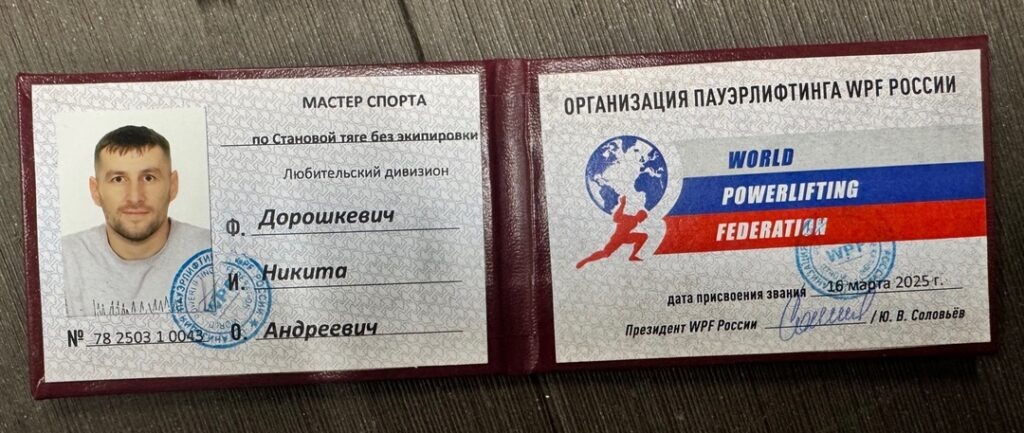 МАСТЕР СПОРТА
по Становой тяге без экипировки
Любительский дивизион
Ф. Дорошкевич
И. Никита
О. Андреевич
№ 78 2503 1 0043
ОРГАНИЗАЦИЯ ПАУЭРЛИФТИНГА WPF РОССИИ
WORLD
POWERLIFTING
FEDERATION
WPF
дата присвоения звания 16 марта 2025 г.
Президент WPF России / Ю. В. Соловьёв